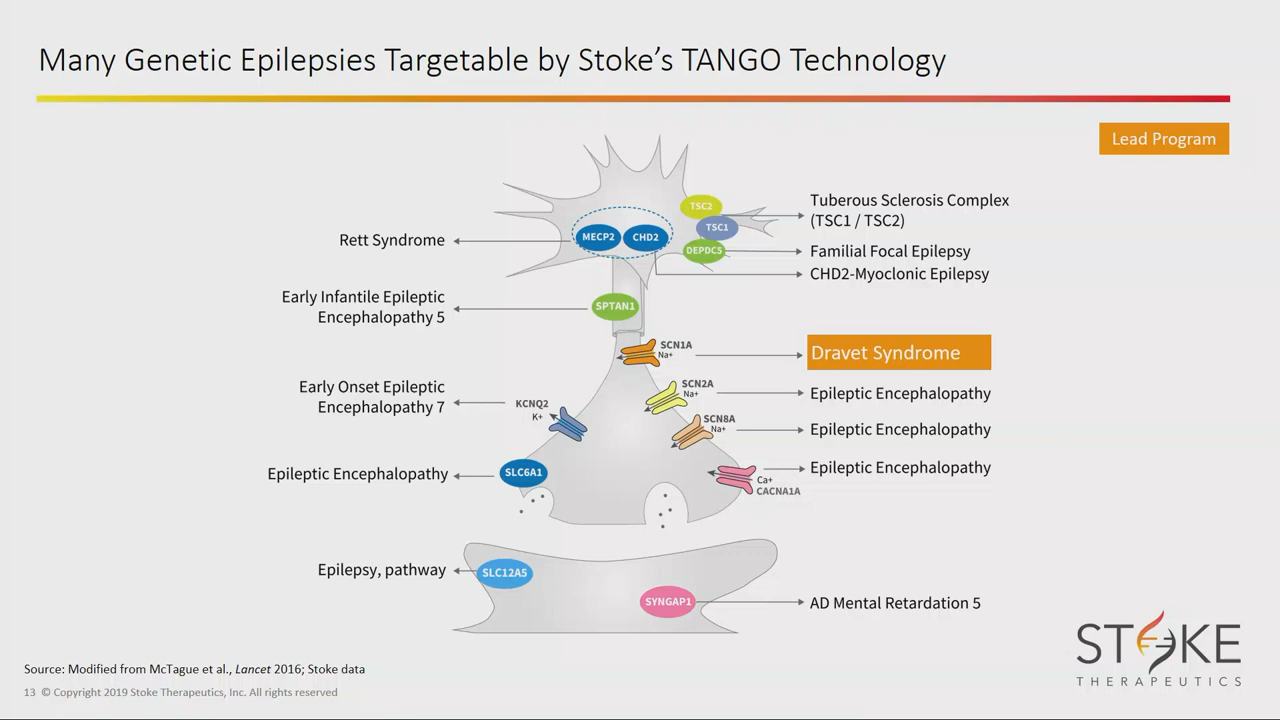 Many Genetic Epilepsies Targetable by Stoke's TANGO Technology
Lead Program
TSC2
TSC1
DEPDC5
MECP2
CHD2
Tuberous Sclerosis Complex
(TSC1 / TSC2)
Rett Syndrome
Familial Focal Epilepsy
CHD2-Myoclonic Epilepsy
Early Infantile Epileptic
Encephalopathy 5
SPTAN1
SCN1A
Na+
Dravet Syndrome
Early Onset Epileptic
Encephalopathy 7
KCNQ2
K+
SCN2A
Na+
Epileptic Encephalopathy
SCN8A
Na+
Epileptic Encephalopathy
Epileptic Encephalopathy
SLC6A1
Ca+
CACNA1A
Epileptic Encephalopathy
Epilepsy, pathway
SLC12A5
SYNGAP1
AD Mental Retardation 5
STOKE
THERAPEUTICS
Source: Modified from McTague et al., Lancet 2016; Stoke data
13 © Copyright 2019 Stoke Therapeutics, Inc. All rights reserved